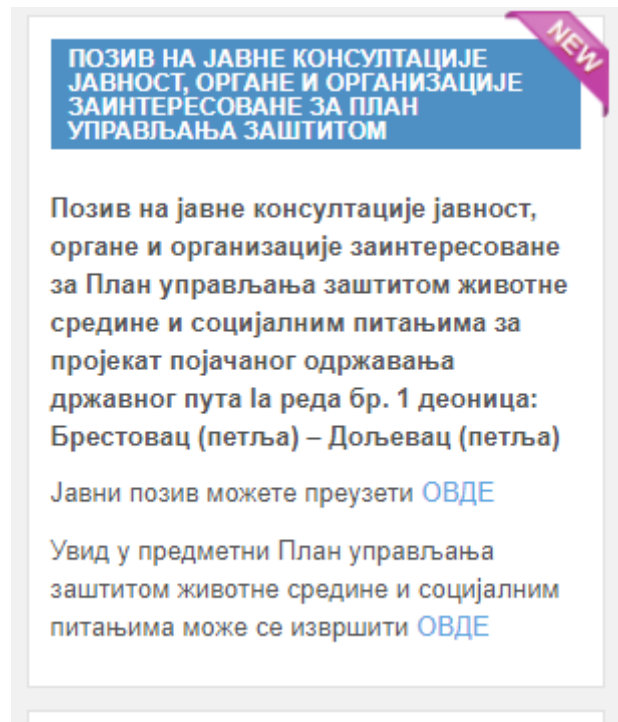 NEW
ПОЗИВ НА ЈАВНЕ КОНСУЛТАЦИЈЕ
ЈАВНОСТ, ОРГАНЕ И ОРГАНИЗАЦИЈЕ
ЗАИНТЕРЕСОВАНЕ ЗА ПЛАН
УПРАВЉАЊА ЗАШТИТОМ
Позив на јавне консултације јавност,
органе и организације заинтересоване
за План управљања заштитом животне
средине и социјалним питањима за
пројекат појачаног одржавања
државног пута Ia реда бр. 1 деоница:
Брестовац (петља) – Дољевац (петља)
Јавни позив можете преузети ОВДЕ
Увид у предметни План управљања
заштитом животне средине и социјалним
питањима може се извршити ОВДЕ